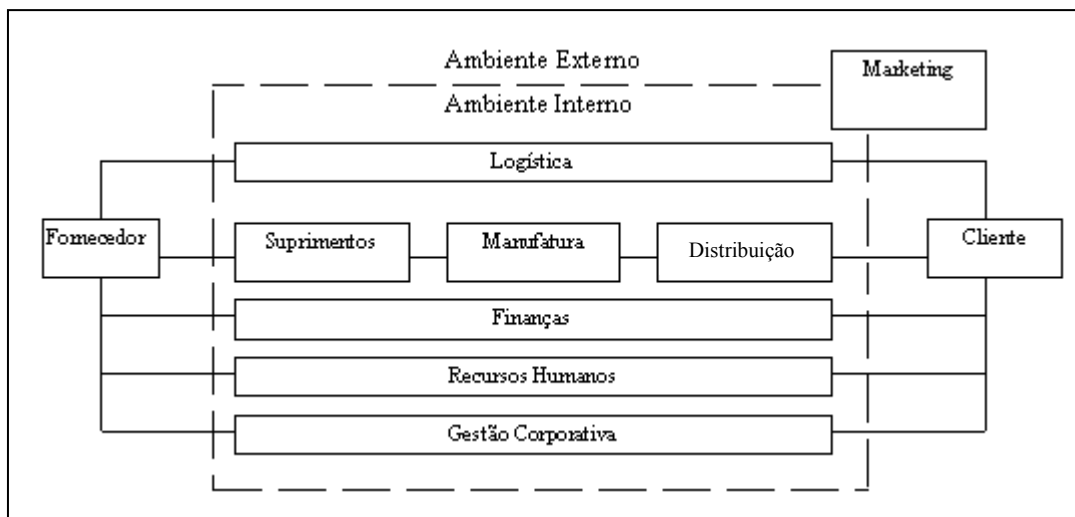 Ambiente Externo
Marketing
Ambiente Interno
Logística
Fornecedor
Suprimentos
Manufatura
Distribuição
Cliente
Finanças
Recursos Humanos
Gestão Corporativa